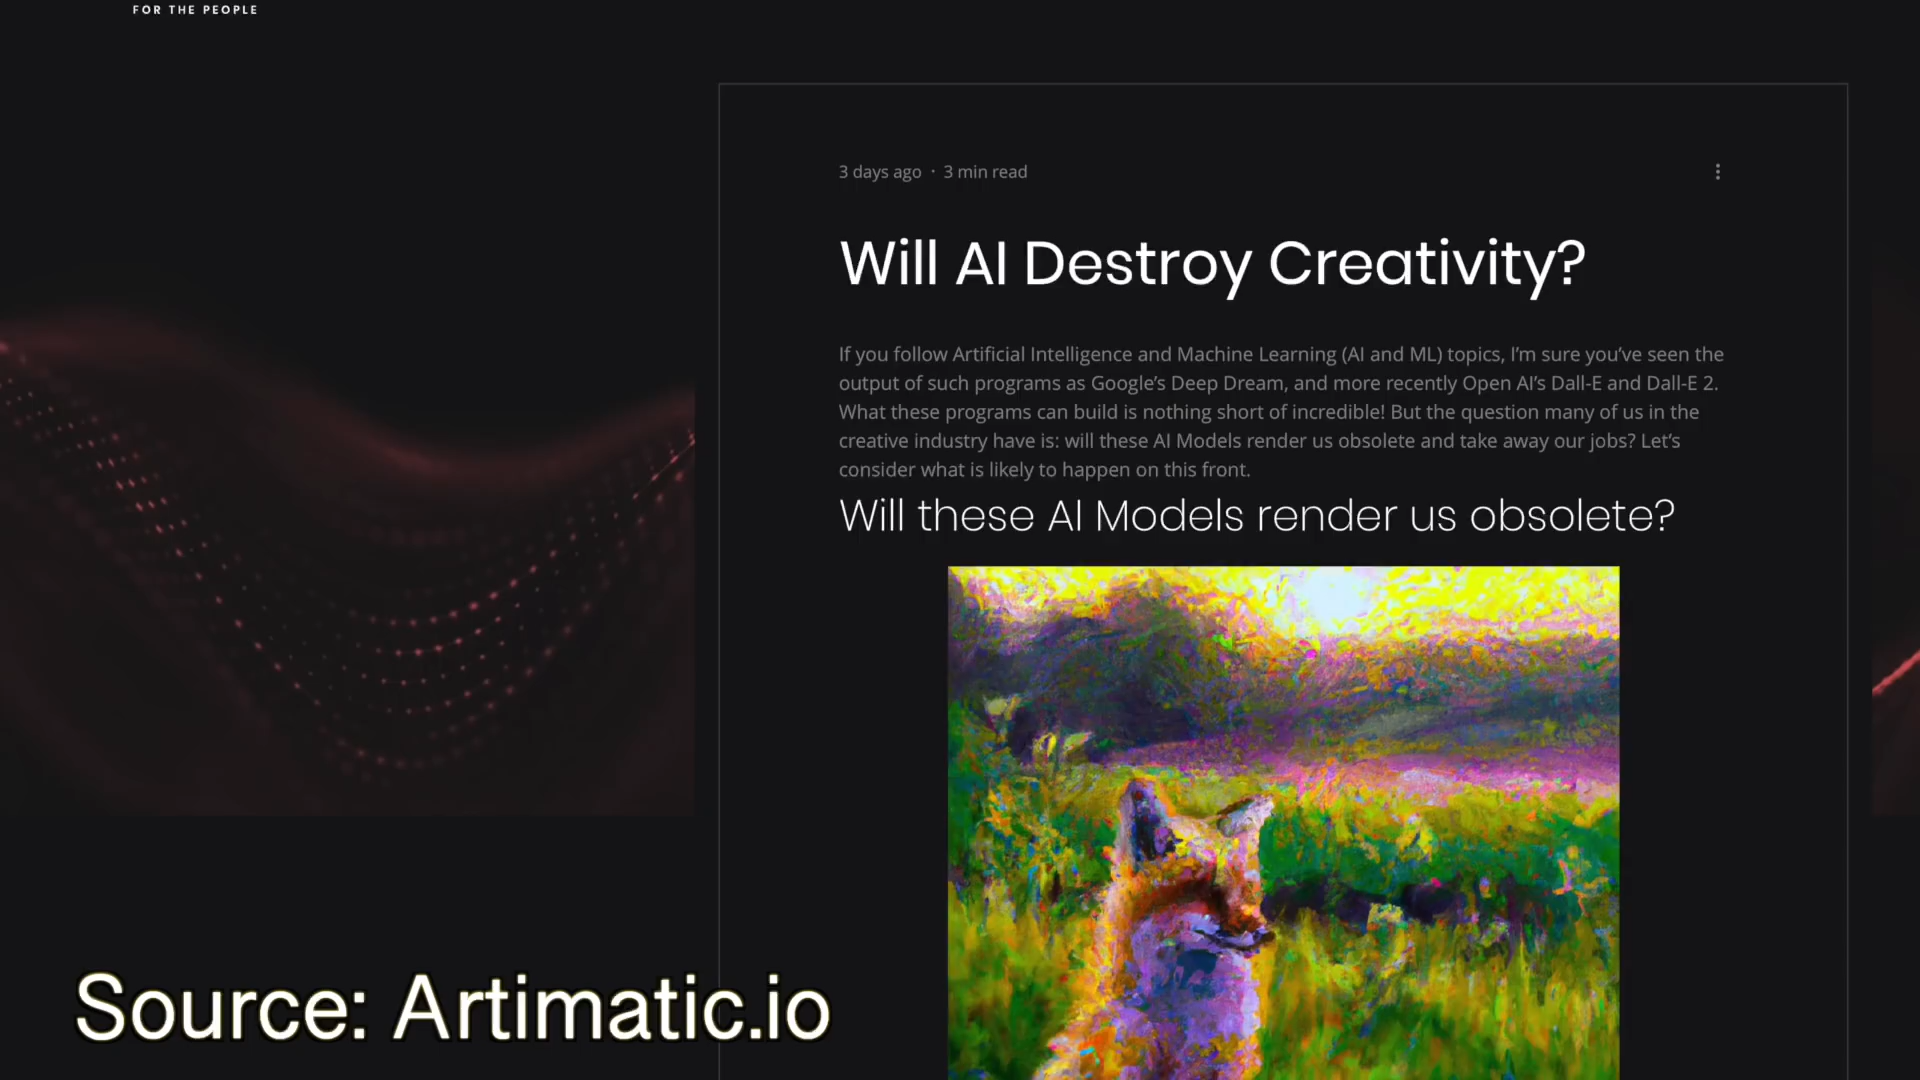 FOR THE PEOPLE
3 days ago · 3 min read
Will AI Destroy Creativity?
If you follow Artificial Intelligence and Machine Learning (AI and ML) topics, I’m sure you’ve seen the
output of such programs as Google’s Deep Dream, and more recently Open AI’s Dall-E and Dall-E 2.
What these programs can build is nothing short of incredible! But the question many of us in the
creative industry have is: will these AI Models render us obsolete and take away our jobs? Let’s
consider what is likely to happen on this front.
Will these AI Models render us obsolete?
Source: Artimatic.io